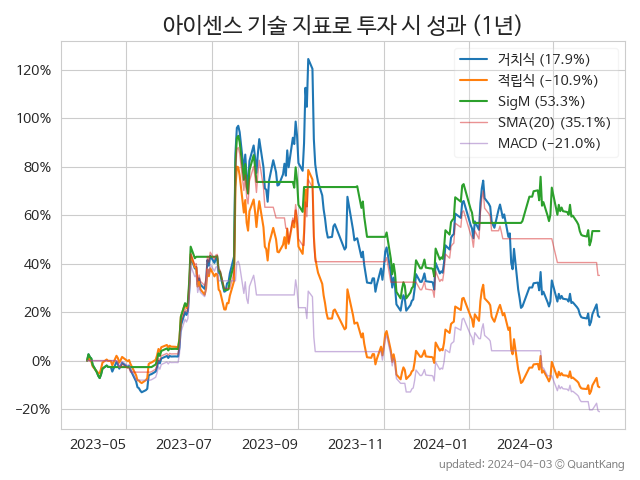 아이센스 기술 지표로 투자 시 성과 (1년)
거치식 (17.9%)
적립식 (−10.9%)
SigM (53.3%)
SMA(20) (35.1%)
MACD (−21.0%)
120%
100%
80%
60%
40%
20%
0%
−20%
2023-05 2023-07 2023-09 2023-11 2024-01 2024-03
updated: 2024-04-03 © QuantKang